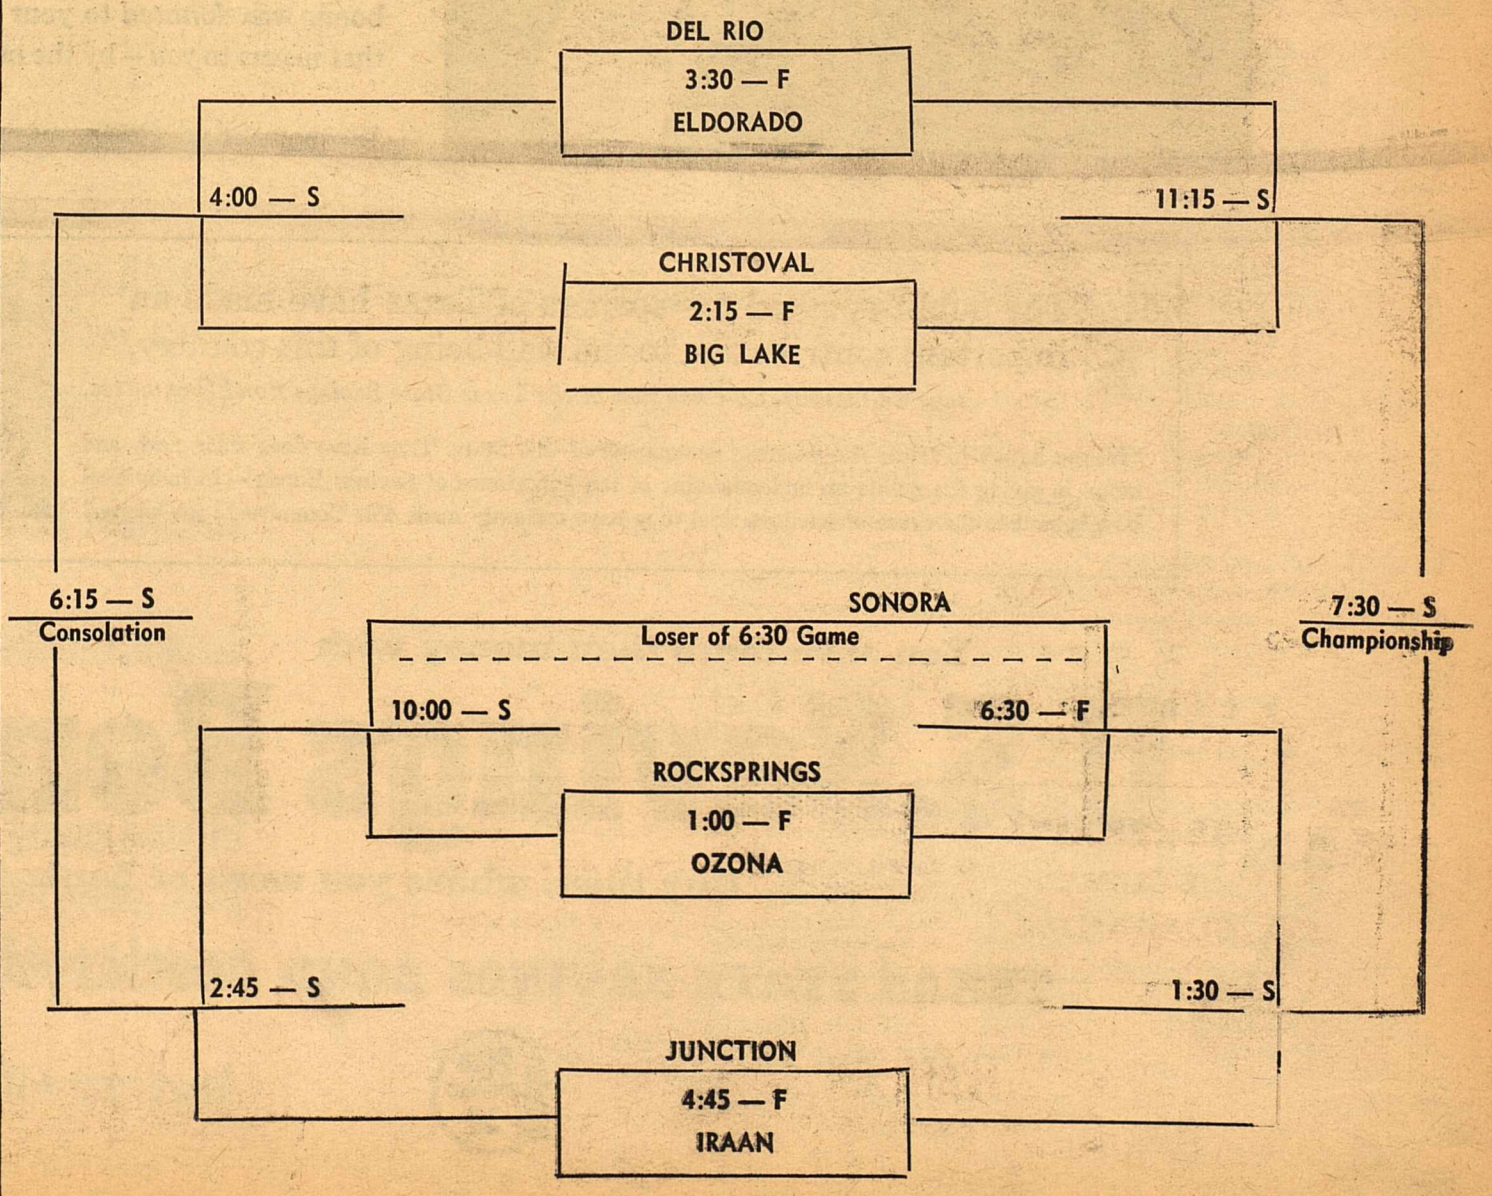 DEL RIO
3:30 — F
ELDORADO
4:00 — S
11:15 — S
CHRISTOVAL
2:15 — F
BIG LAKE
6:15 — S
Consolation
SONORA
Loser of 6:30 Game
7:30 — S
Championship
10:00 — S
6:30 — F
ROCKSPRINGS
1:00 — F
OZONA
2:45 — S
1:30 — S
JUNCTION
4:45 — F
IRAAN